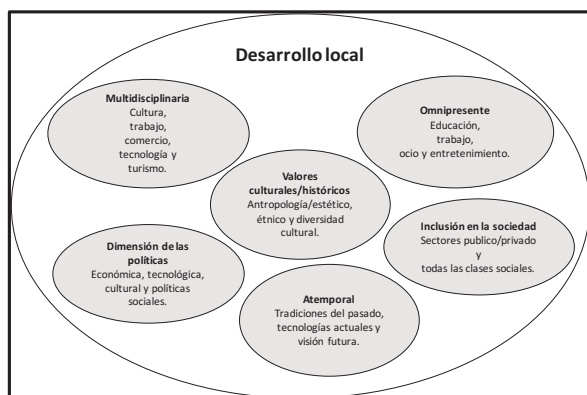 Desarrollo local
Multidisciplinaria
Cultura,
trabajo,
comercio,
tecnología y
turismo.
Omnipresente
Educación,
trabajo,
ocio y entretenimiento.
Valores
culturales/históricos
Antropología/estético,
étnico y diversidad
cultural.
Dimensión de las
políticas
Económica, tecnológica,
cultural y políticas
sociales.
Inclusión en la sociedad
Sectores publico/privado
y
todas las clases sociales.
Atemporal
Tradiciones del pasado,
tecnologías actuales y
visión futura.